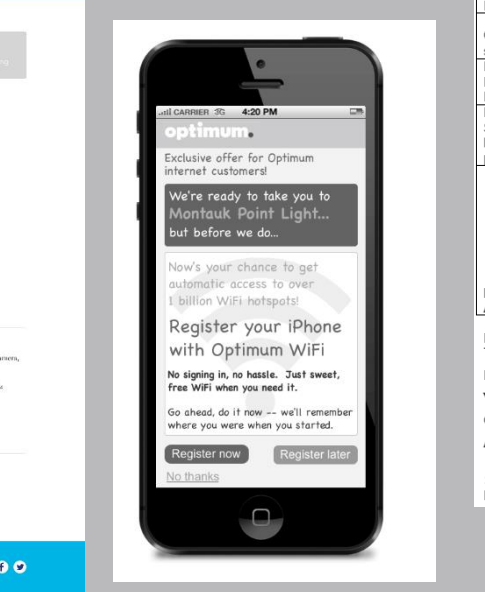 CARRIER 3G 4:20 PM
optimum.
Exclusive offer for Optimum
internet customers!
We're ready to take you to
Montauk Point Light...
but before we do...
Now's your chance to get
automatic access to over
1 billion WiFi hotspots!
Register your iPhone
with Optimum WiFi
No signing in, no hassle. Just sweet,
free WiFi when you need it.
Go ahead, do it now -- we'll remember
where you were when you started.
Register now
Register later
No thanks